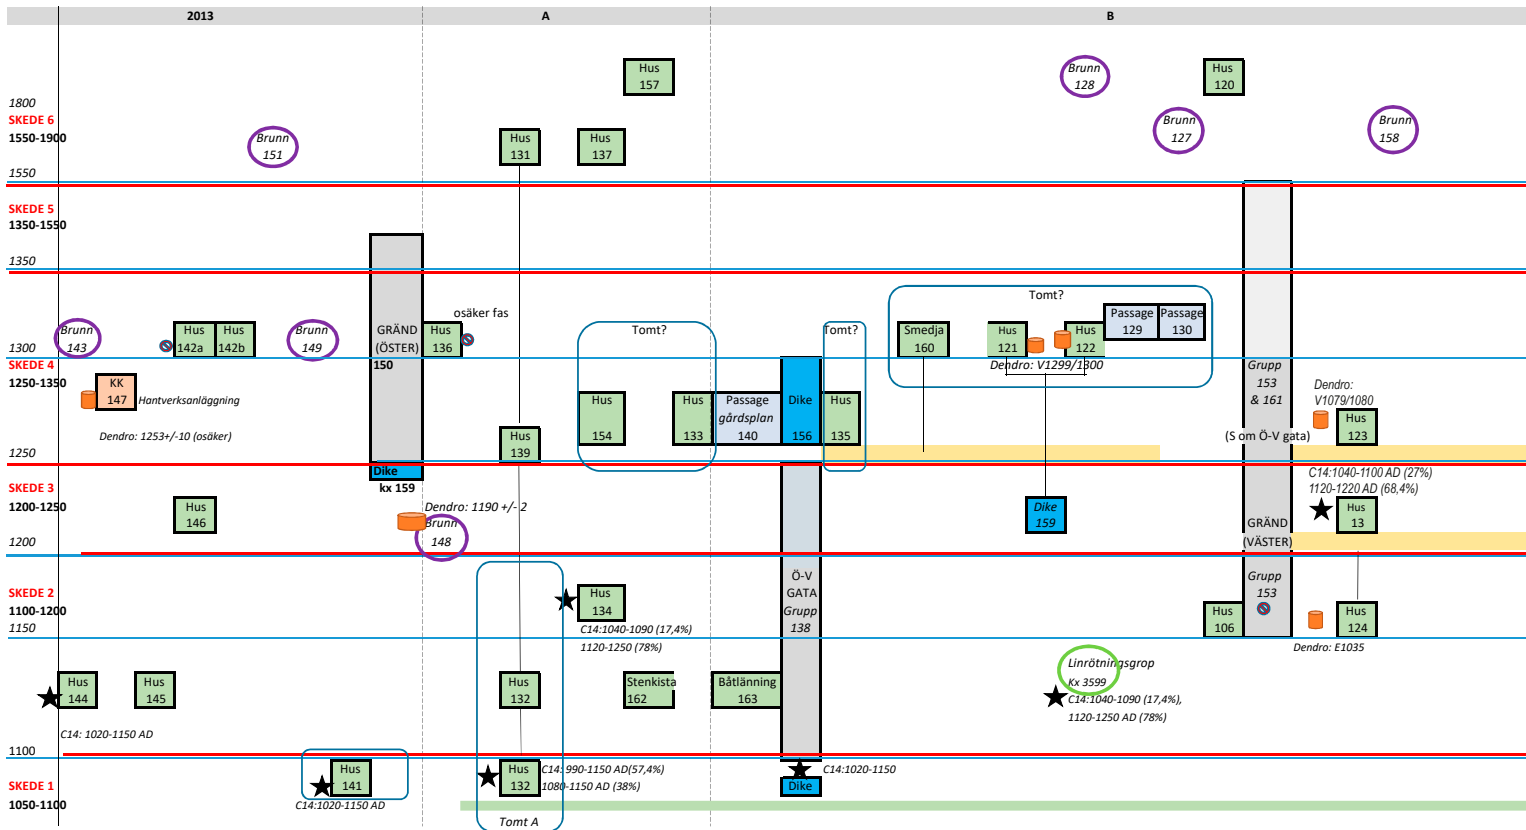 2013
A
B
Hus
157
Brunn
128
Hus
120
1800
SKEDE 6
1550-1900
Brunn
151
Hus
131
Hus
137
Brunn
127
Brunn
158
1550
SKEDE 5
1350-1550
1350
Brunn
143
Hus
142a
Hus
142b
Brunn
149
GRÄND
(ÖSTER)
150
Hus
136
osäker fas
Tomt?
Tomt?
Tomt?
Smedja
160
Hus
121
Hus
122
Passage
129
Passage
130
Dendro: V1299/1300
1300
SKEDE 4
1250-1350
KK
147
Hantverksanläggning
Dendro: 1253+/-10 (osäker)
Hus
139
Hus
154
Hus
133
Passage
gårdsplan
140
Dike
156
Hus
135
Grupp
153
& 161
(S om Ö-V gata)
Dendro:
V1079/1080
Hus
123
1250
Dike
kx 159
C14:1040-1100 AD (27%)
1120-1220 AD (68,4%)
SKEDE 3
1200-1250
Hus
146
Dendro: 1190 +/- 2
Brunn
148
Dike
159
GRÄND
(VÄSTER)
Hus
13
1200
SKEDE 2
1100-1200
1150
Hus
134
C14:1040-1090 (17,4%)
1120-1250 (78%)
Ö-V
GATA
Grupp
138
Hus
106
Grupp
153
Hus
124
Dendro: E1035
Hus
144
Hus
145
C14: 1020-1150 AD
Hus
132
Stenkista
162
Båtlänning
163
Linrötningsgrop
Kx 3599
C14:1040-1090 (17,4%),
1120-1250 AD (78%)
1100
SKEDE 1
1050-1100
Hus
141
C14:1020-1150 AD
Hus
132
C14: 990-1150 AD(57,4%)
1080-1150 AD (38%)
Tomt A
C14:1020-1150
Dike